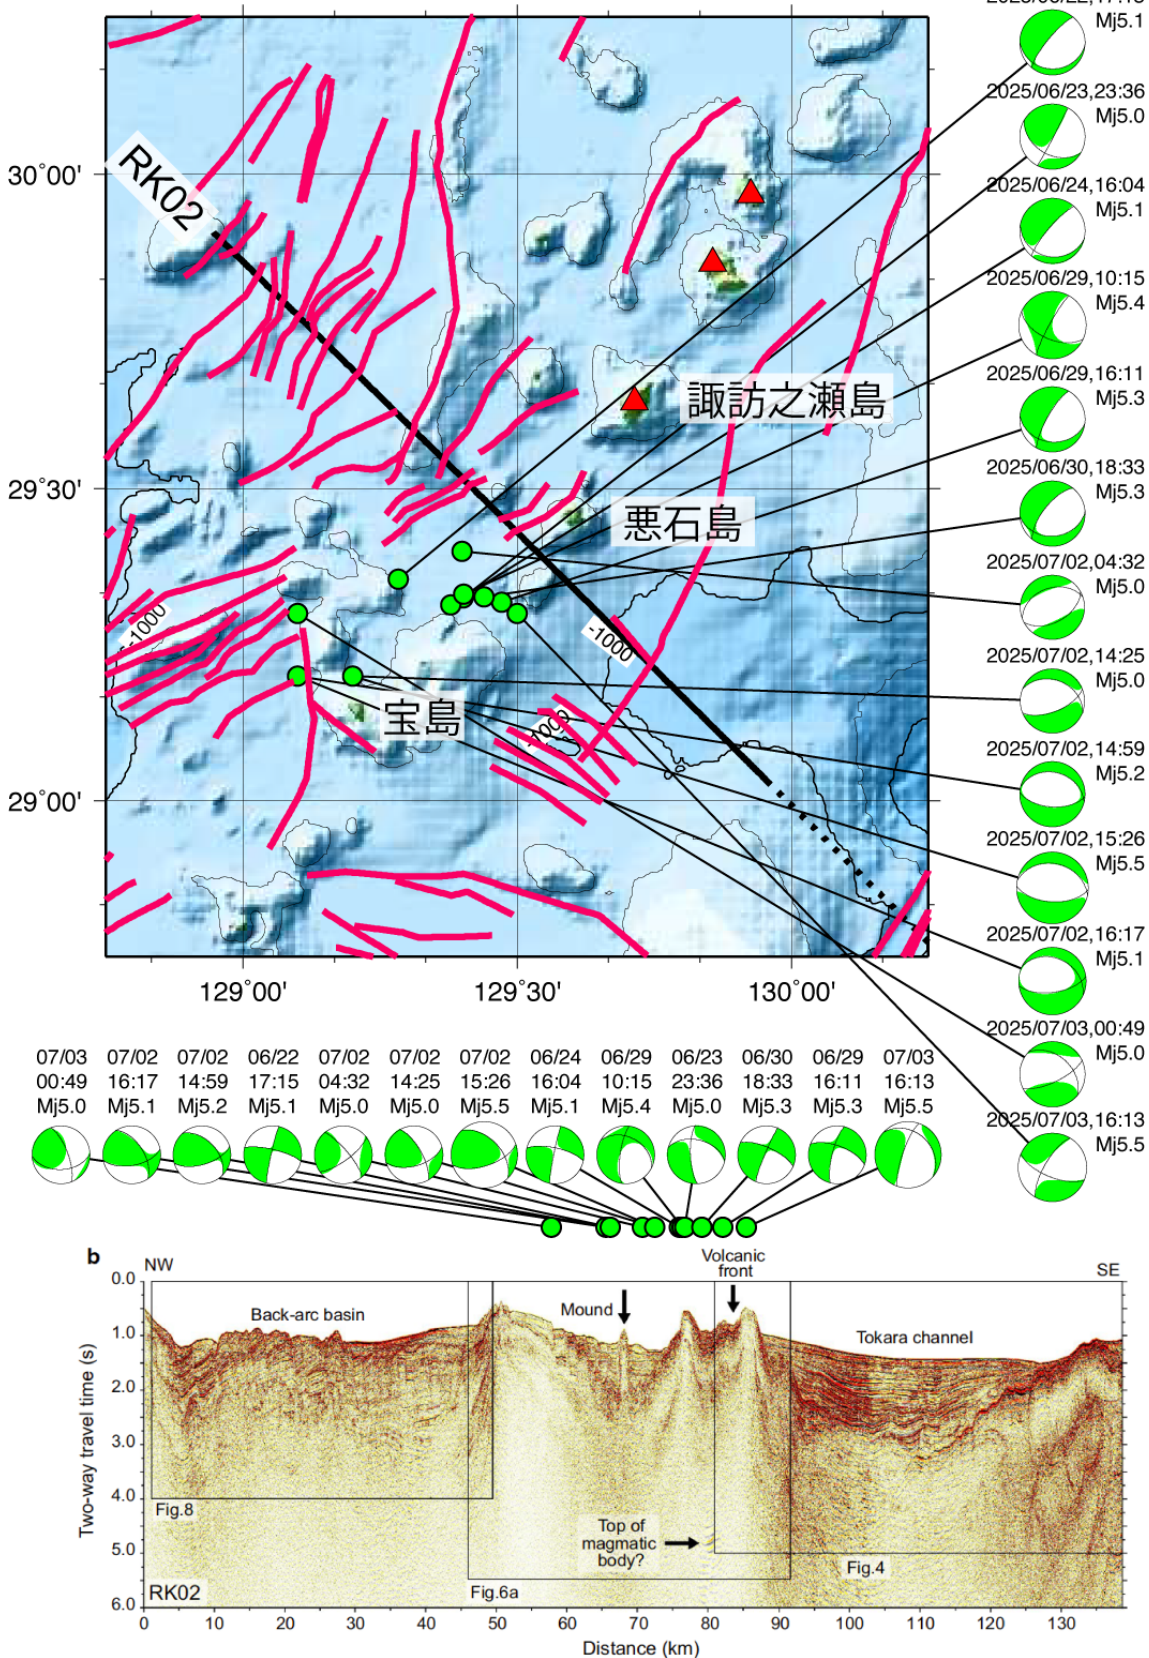 2025/06/22,17:15
Mj5.1
2025/06/23,23:36
Mj5.0
2025/06/24,16:04
Mj5.1
2025/06/29,10:15
Mj5.4
2025/06/29,16:11
Mj5.3
2025/06/30,18:33
Mj5.3
2025/07/02,04:32
Mj5.0
2025/07/02,14:25
Mj5.0
2025/07/02,14:59
Mj5.2
2025/07/02,15:26
Mj5.5
2025/07/02,16:17
Mj5.1
2025/07/03,00:49
Mj5.0
2025/07/03,16:13
Mj5.5
RK02
30°00'
29°30'
29°00'
諏訪之瀬島
悪石島
宝島
-1000
-1000
-1000
129°00' 129°30' 130°00'
07/03 07/02 07/02 06/22 07/02 07/02 07/02 06/24 06/29 06/23 06/30 06/29 07/03
00:49 16:17 14:59 17:15 04:32 14:25 15:26 16:04 10:15 23:36 18:33 16:11 16:13
Mj5.0 Mj5.1 Mj5.2 Mj5.1 Mj5.0 Mj5.0 Mj5.5 Mj5.1 Mj5.4 Mj5.0 Mj5.3 Mj5.3 Mj5.5
b
NW
Volcanic
front
SE
Back-arc basin
Mound
Tokara channel
Two-way travel time (s)
0.0
1.0
2.0
3.0
4.0
5.0
6.0
Fig.8
Top of
magmatic
body?
Fig.4
RK02
Fig.6a
0 10 20 30 40 50 60 70 80 90 100 110 120 130
Distance (km)